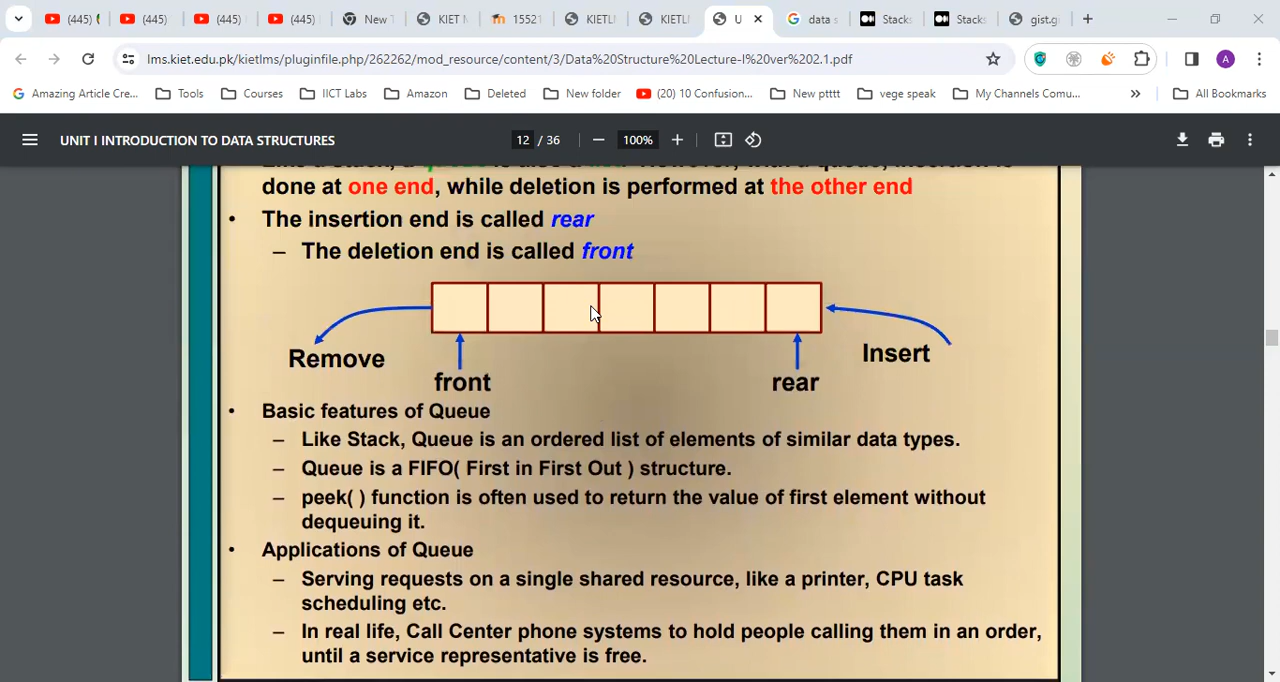 (445)
(445)
(445)
(445)
New T
KIET
15521
KIETL
KIETL
U
data s
Stacks
Stacks
gist.g
lms.kiet.edu.pk/kietlms/pluginfile.php/262262/mod_resource/content/3/Data%20Structure%20Lecture-I%20ver%202.1.pdf
A
Amazing Article Cre...
Tools
Courses
IICT Labs
Amazon
Deleted
New folder
(20) 10 Confusion...
New ptttt
vege speak
My Channels Comu...
All Bookmarks
UNIT I INTRODUCTION TO DATA STRUCTURES
12 / 36
100%
done at one end, while deletion is performed at the other end
• The insertion end is called rear
– The deletion end is called front
Remove
Insert
front
rear
• Basic features of Queue
– Like Stack, Queue is an ordered list of elements of similar data types.
– Queue is a FIFO( First in First Out ) structure.
– peek( ) function is often used to return the value of first element without
dequeuing it.
• Applications of Queue
– Serving requests on a single shared resource, like a printer, CPU task
scheduling etc.
– In real life, Call Center phone systems to hold people calling them in an order,
until a service representative is free.